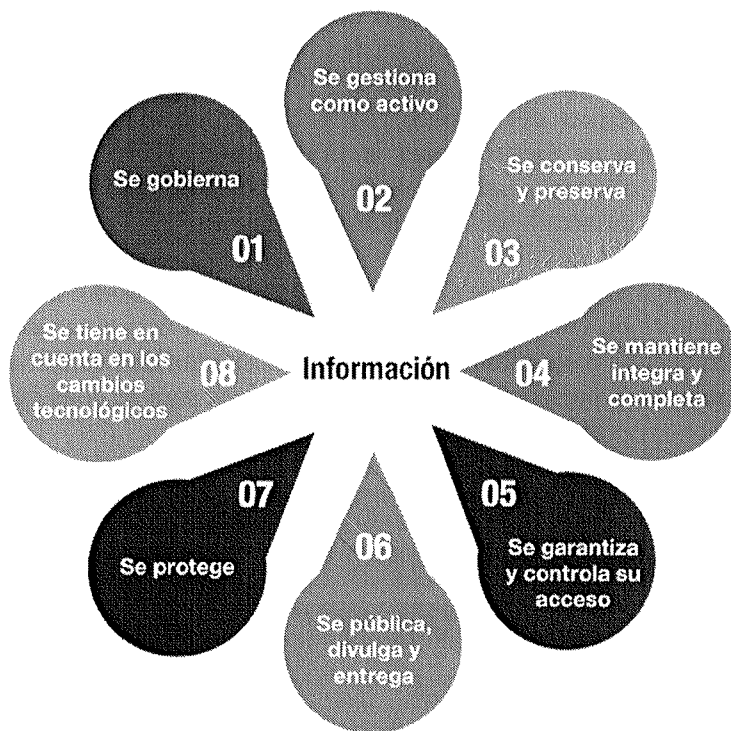 Se gobierna
01
Se gestiona
como activo
02
Se conserva
y preserva
03
Se mantiene
integra y
completa
04
Se garantiza
y controla su
acceso
05
Se pública,
divulga y
entrega
06
Se protege
07
Se tiene en
cuenta en los
cambios
tecnológicos
08
Información